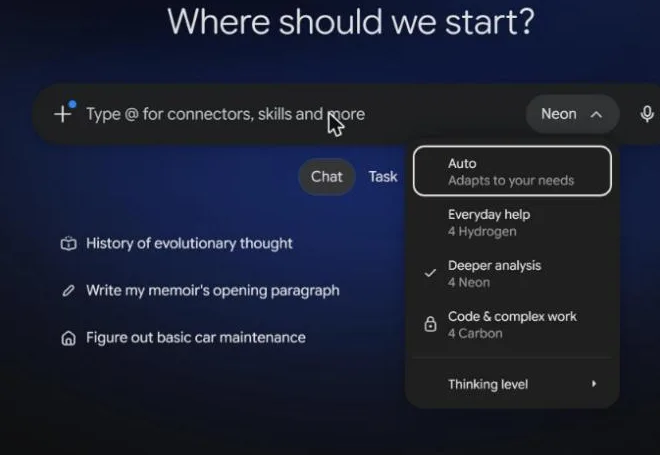 Where should we start?
Type @ for connectors, skills and more
Neon
Chat
Task
Auto
Adapts to your needs
Everyday help
4 Hydrogen
Deeper analysis
4 Neon
Code & complex work
4 Carbon
Thinking level
History of evolutionary thought
Write my memoir's opening paragraph
Figure out basic car maintenance